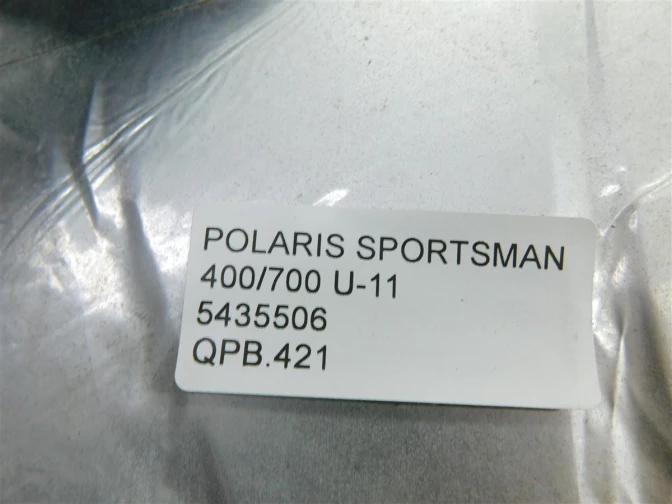 POLARIS SPORTSMAN
400/700 U-11
5435506
QPB.421